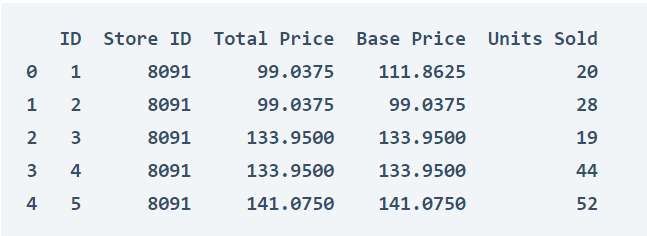 ID Store ID Total Price Base Price Units Sold
0 1 8091 99.0375 111.8625 20
1 2 8091 99.0375 99.0375 28
2 3 8091 133.9500 133.9500 19
3 4 8091 133.9500 133.9500 44
4 5 8091 141.0750 141.0750 52